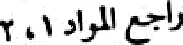 راجع المواد ١ ، ٢